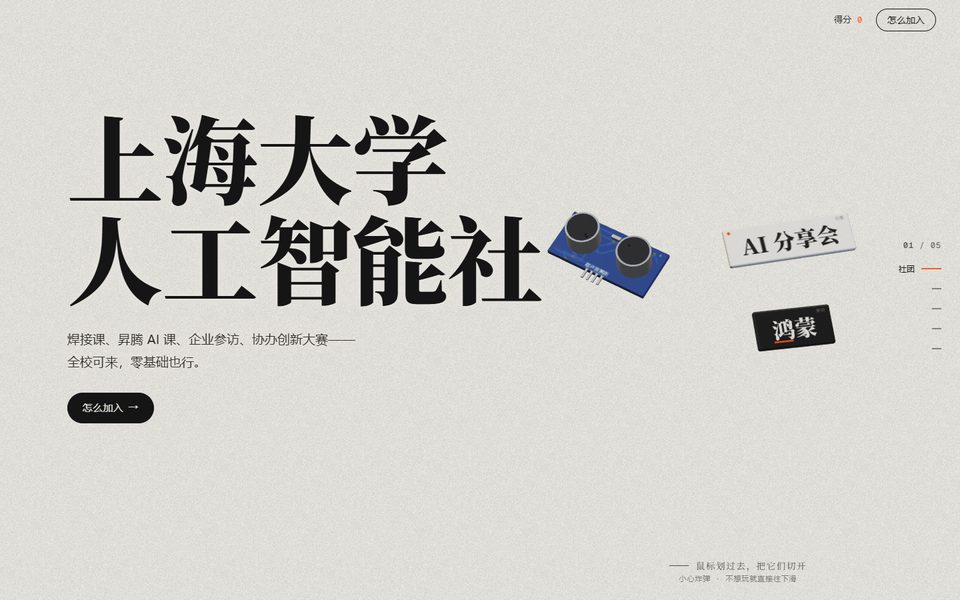 得分 0
怎么加入
上海大学
人工智能社
焊接课、昇腾 AI 课、企业参访、协办创新大赛——
全校可来，零基础也行。
怎么加入 →
AI 分享会
鸿蒙
01 / 05
社团
—— 鼠标划过去，把它们切开
小心炸弹 · 不想玩就直接往下滑